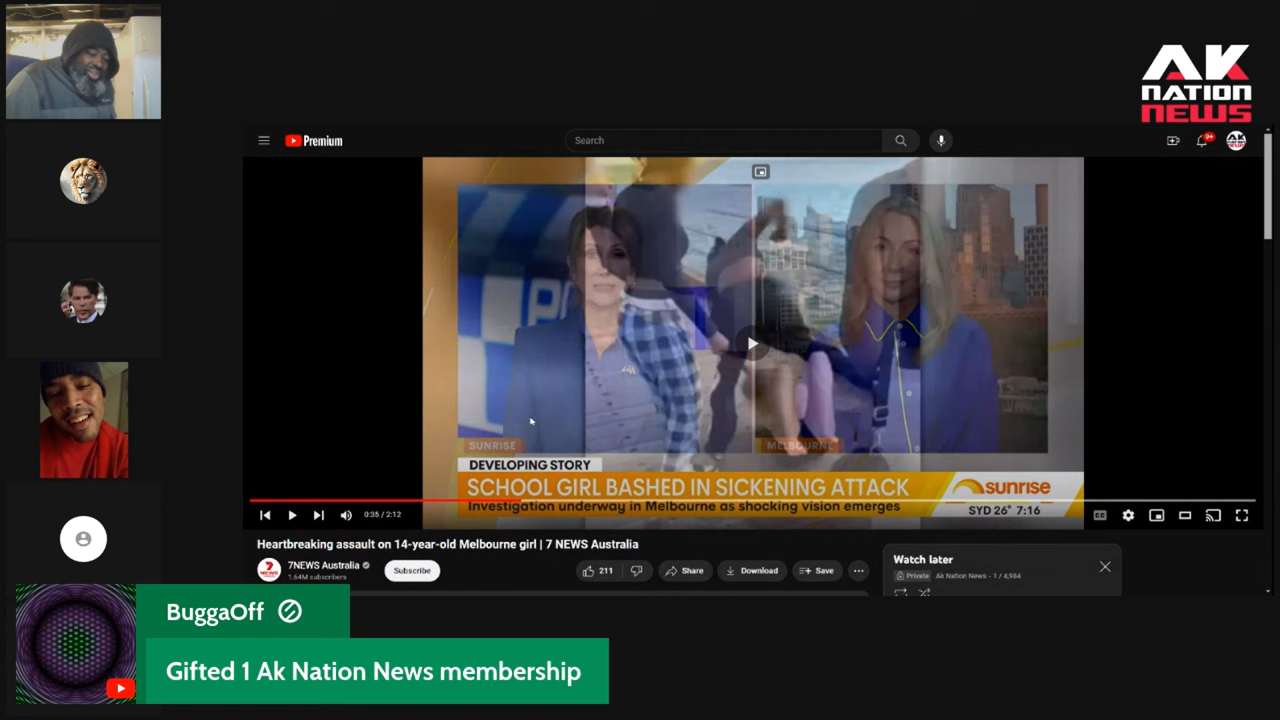 AK
NATION
NEWS
Premium
Search
9+
SUNRISE
MELBOURNE
DEVELOPING STORY
SCHOOL GIRL BASHED IN SICKENING ATTACK
sunrise
Investigation underway in Melbourne as shocking vision emerges
SYD 26° 7:16
0:35 / 2:12
Heartbreaking assault on 14-year-old Melbourne girl | 7 NEWS Australia
7NEWS Australia
1.64M subscribers
Subscribe
211
Share
Download
Save
Watch later
Private
Ak Nation News - 1 / 4,984
BuggaOff
Gifted 1 Ak Nation News membership